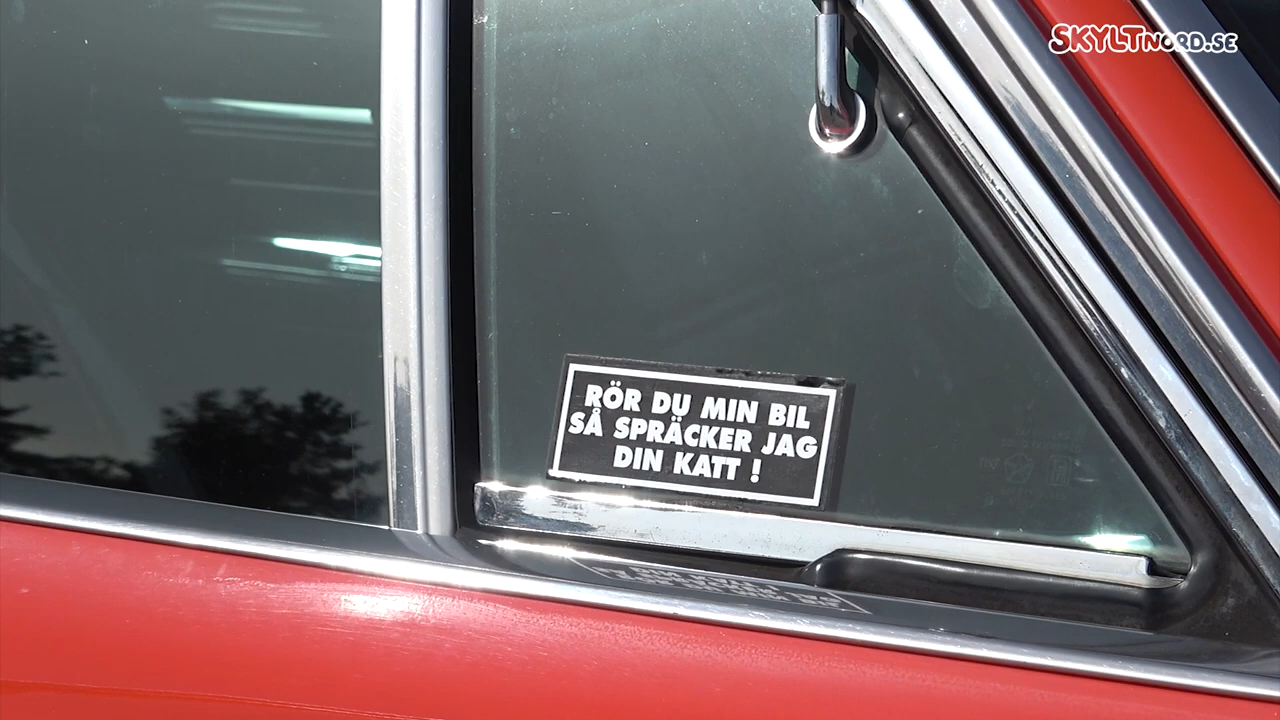 SKYLTNORD.SE
RÖR DU MIN BIL
SÅ SPRÄCKER JAG
DIN KATT !